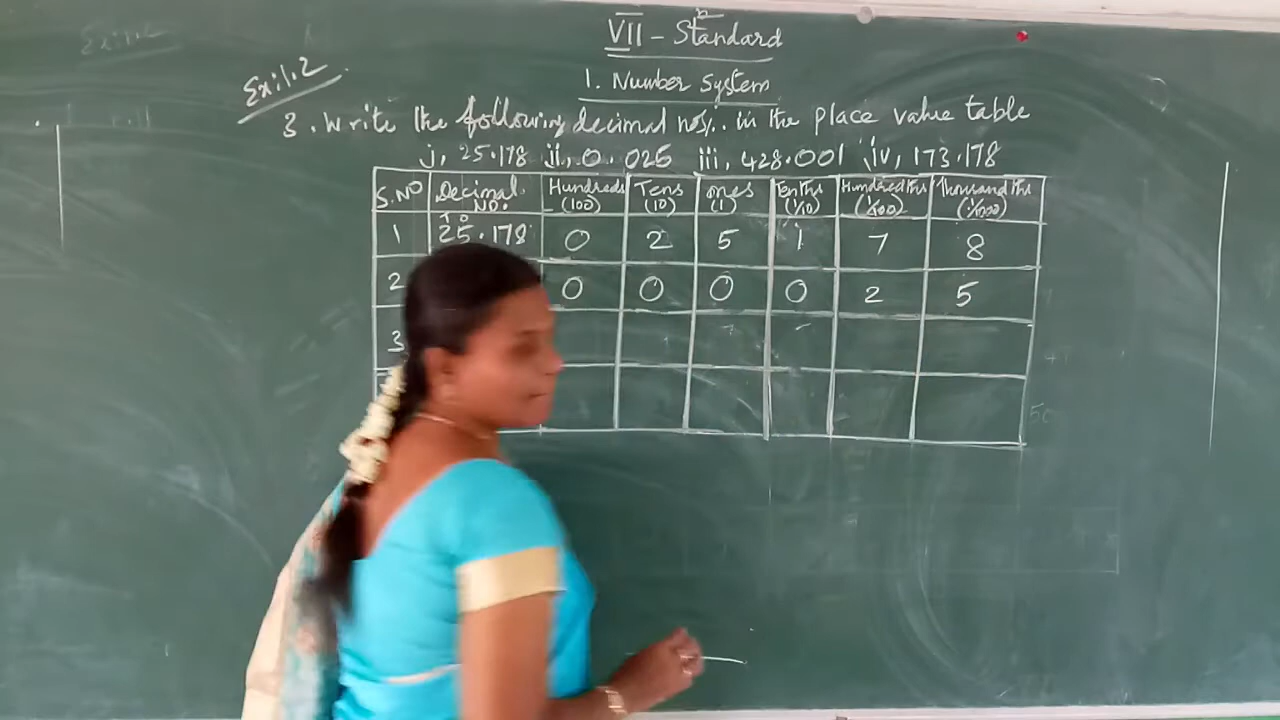 VII - Standard
Ex:1.2
1. Number System
3. Write the following decimal nos.. in the place value table
i, 25.178 ii, 0.025 iii, 428.001 iv, 173.178
S.NO Decimal NO. Hundreds (100) Tens (10) ones (1) Tenths (1/10) Hundredths (1/100) Thousandths (1/1000)
T O
1 25.178 0 2 5 1 7 8
2 0 0 0 0 2 5
3